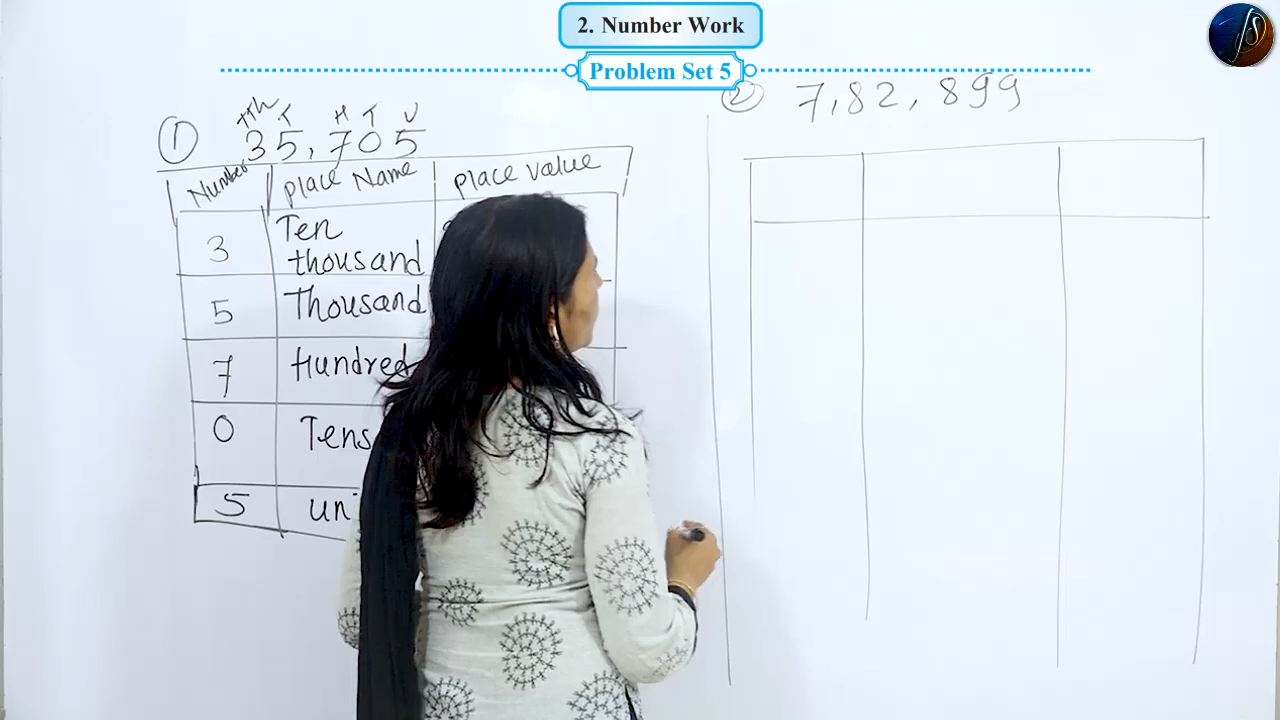 2. Number Work
Problem Set 5
① TTh T H T U
35,705
Number Place Name Place Value
3 Ten thousand
5 Thousand
7 Hundred
0 Tens
5
② 7,82,899